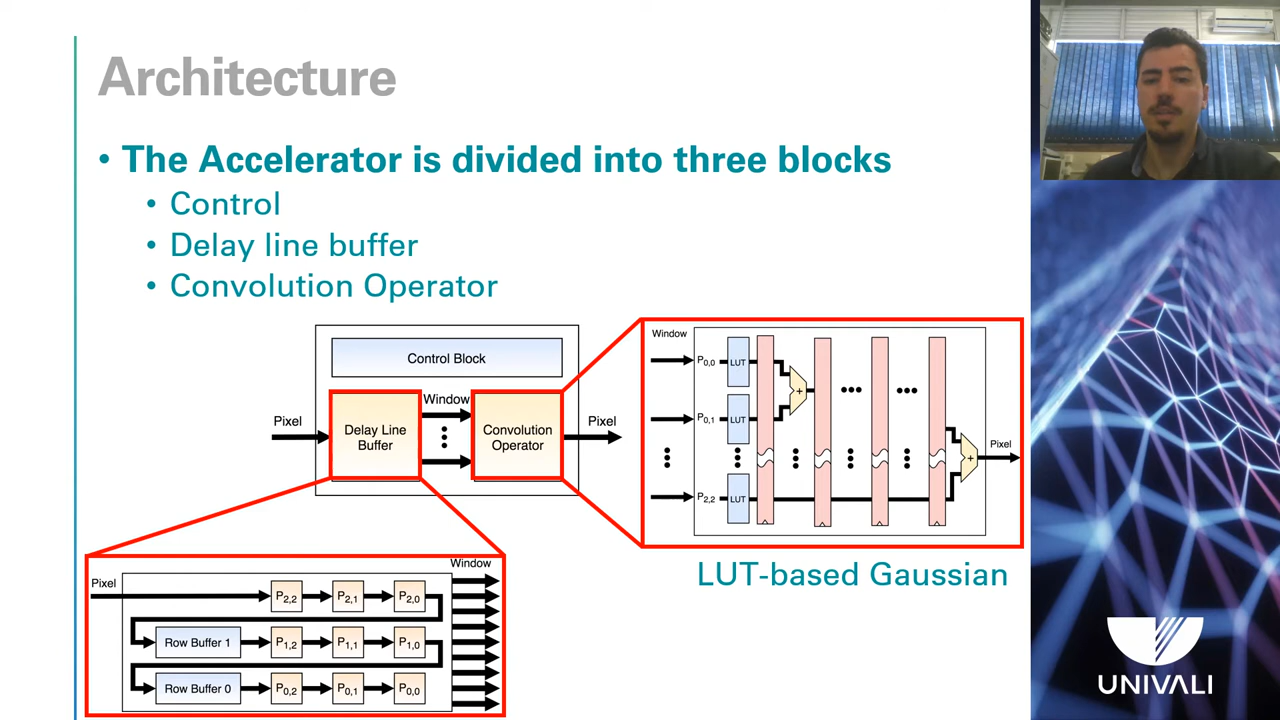 Architecture
• The Accelerator is divided into three blocks
• Control
• Delay line buffer
• Convolution Operator
Control Block
Pixel
Delay Line
Buffer
Window
Convolution
Operator
Pixel
Window
P0,0
LUT
+
P0,1
LUT
+
Pixel
P2,2
LUT
LUT-based Gaussian
Pixel
Window
P2,2
P2,1
P2,0
Row Buffer 1
P1,2
P1,1
P1,0
Row Buffer 0
P0,2
P0,1
P0,0
UNIVALI